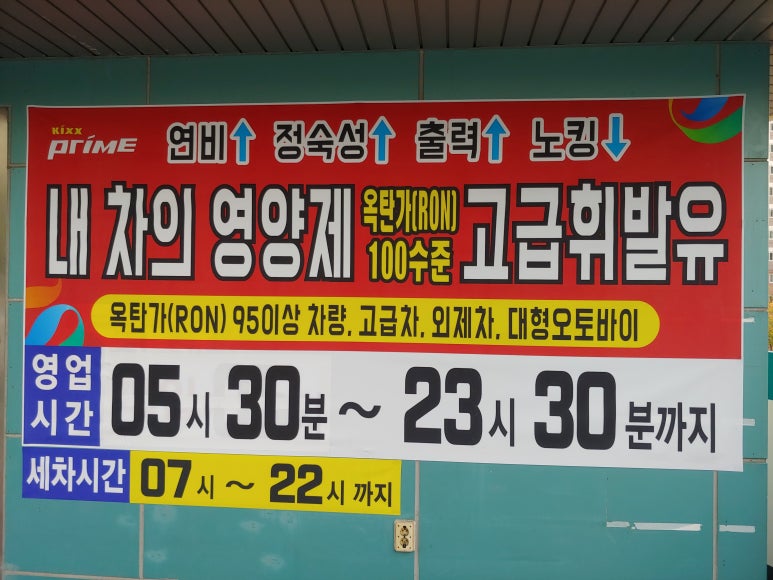 Kixx
PRIME
연비↑ 정숙성↑ 출력↑ 노킹↓
내 차의 영양제 옥탄가(RON) 100수준 고급휘발유
옥탄가(RON) 95이상 차량, 고급차, 외제차, 대형오토바이
영업시간 05시 30분 ~ 23시 30분까지
세차시간 07시 ~ 22시 까지